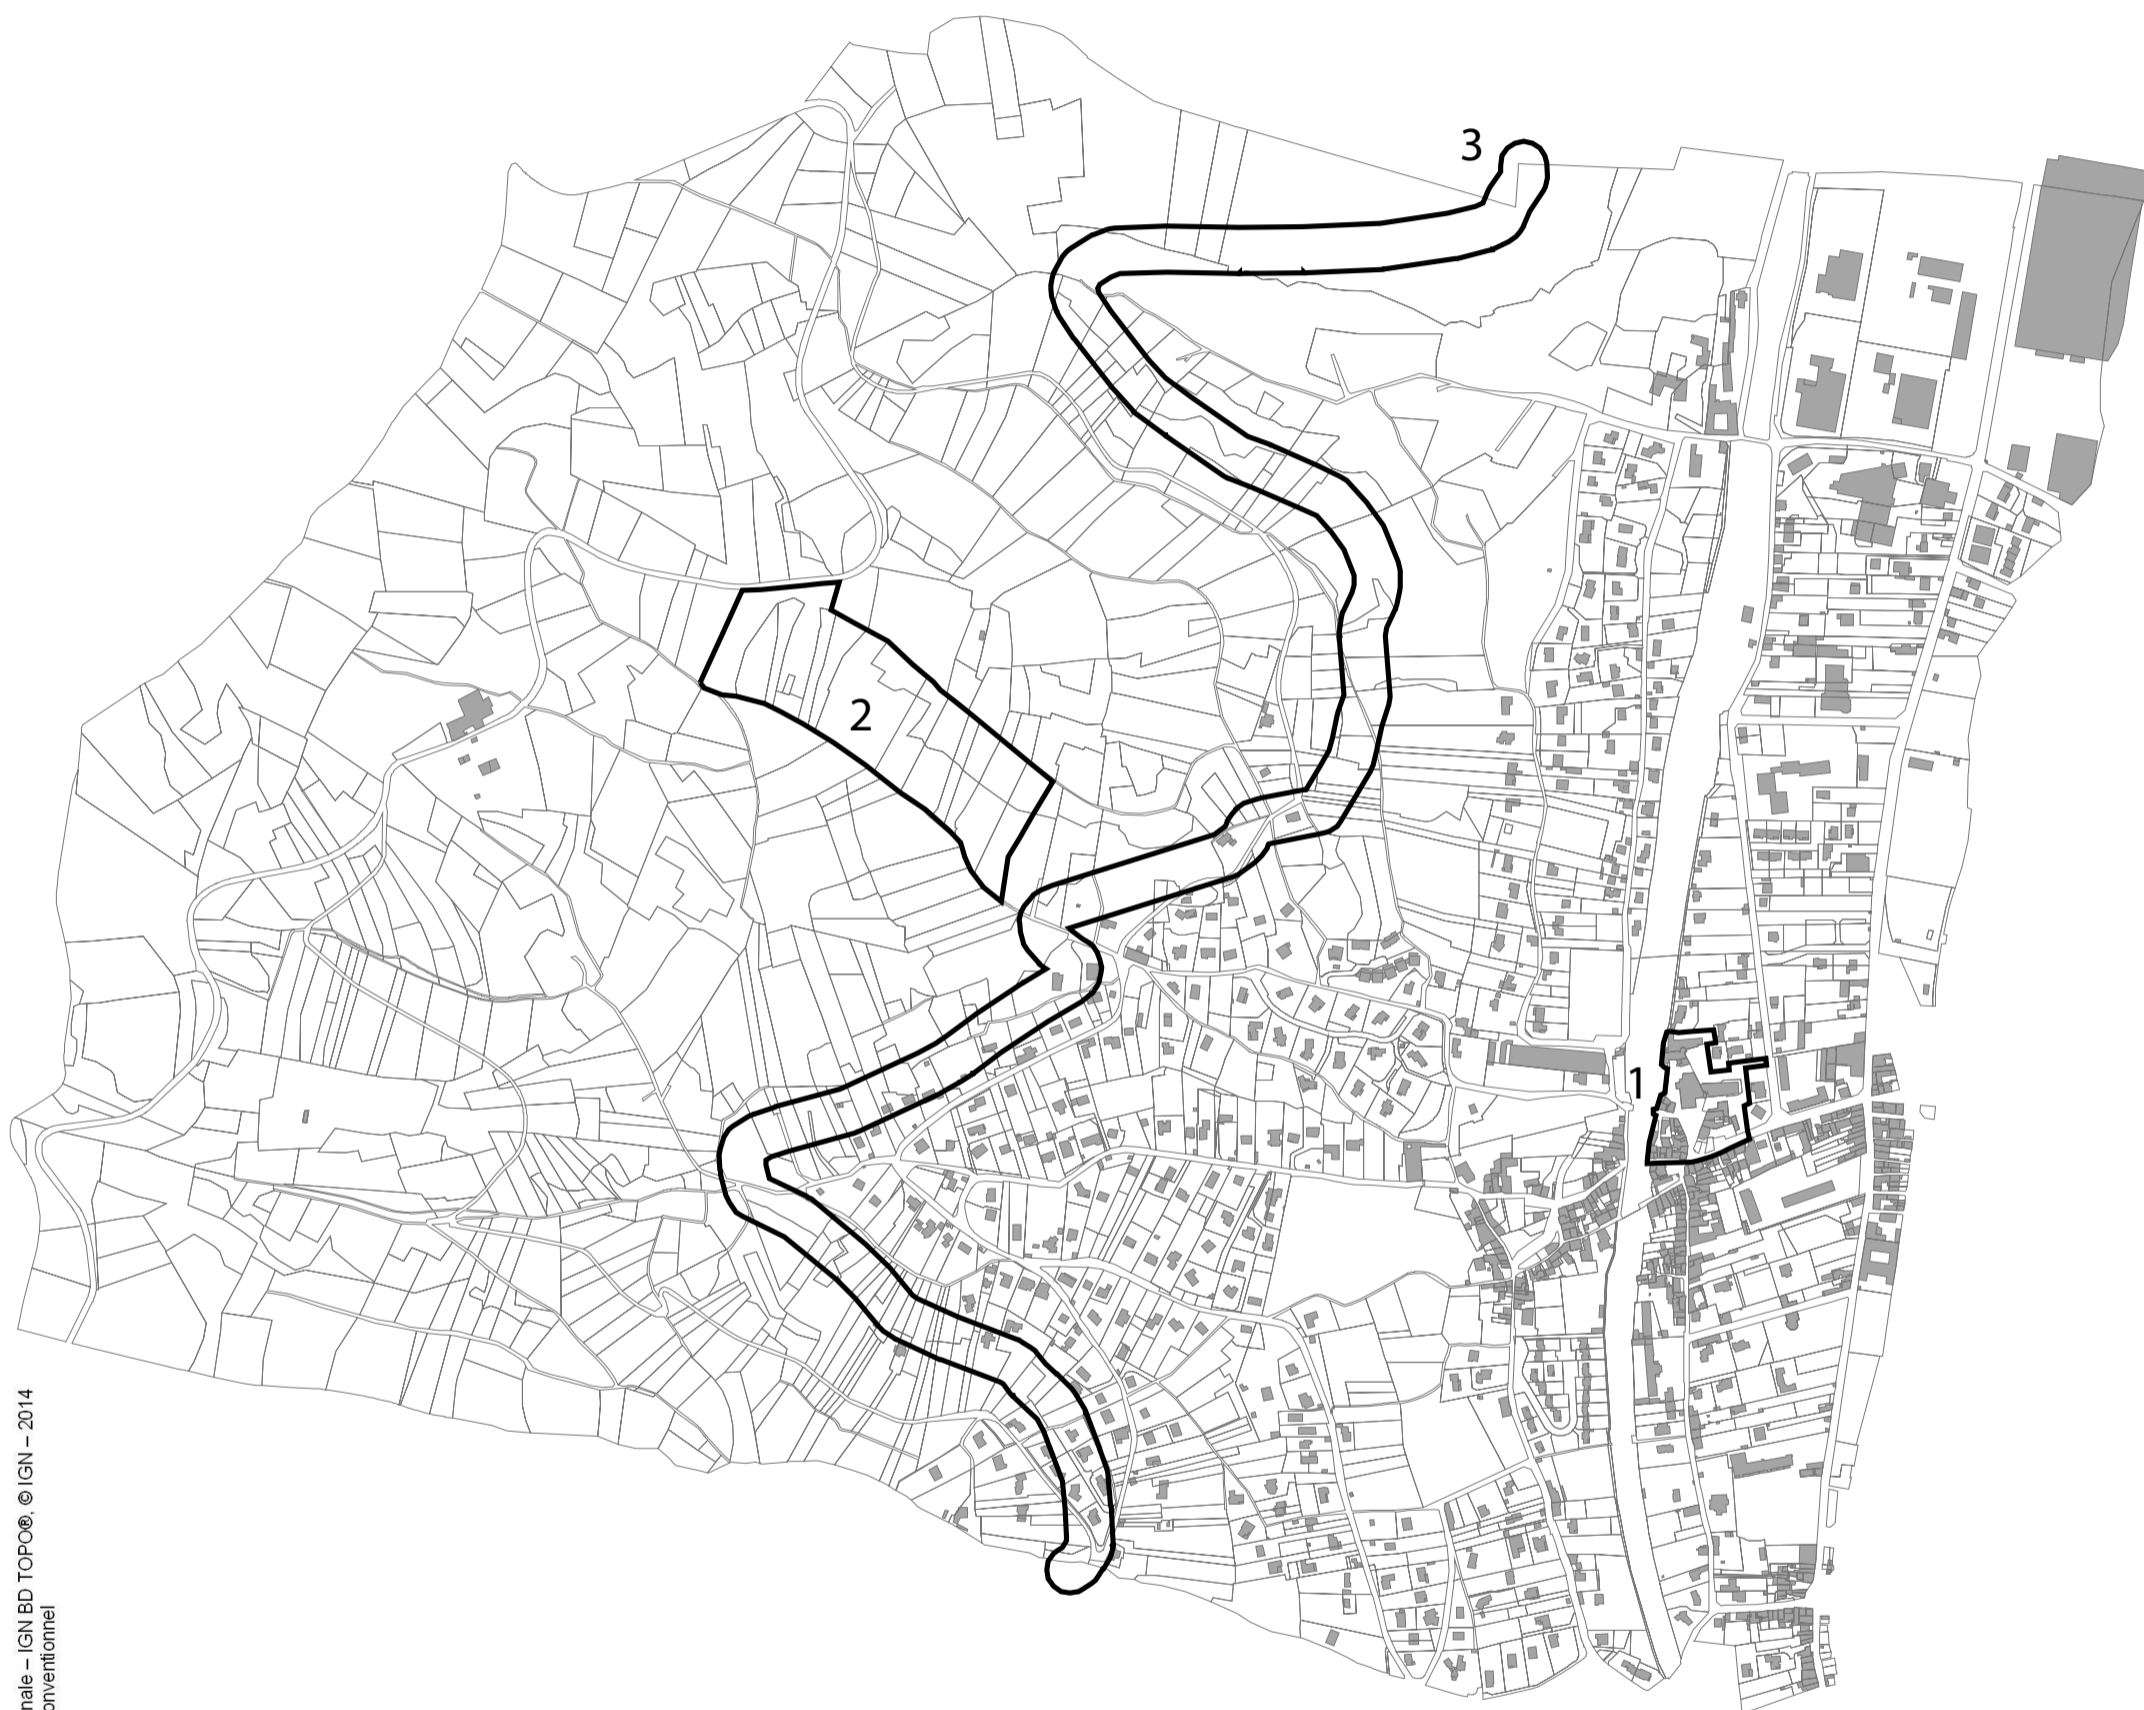 3
2
1
nale – IGN BD TOPO®, © IGN – 2014
onventionnel